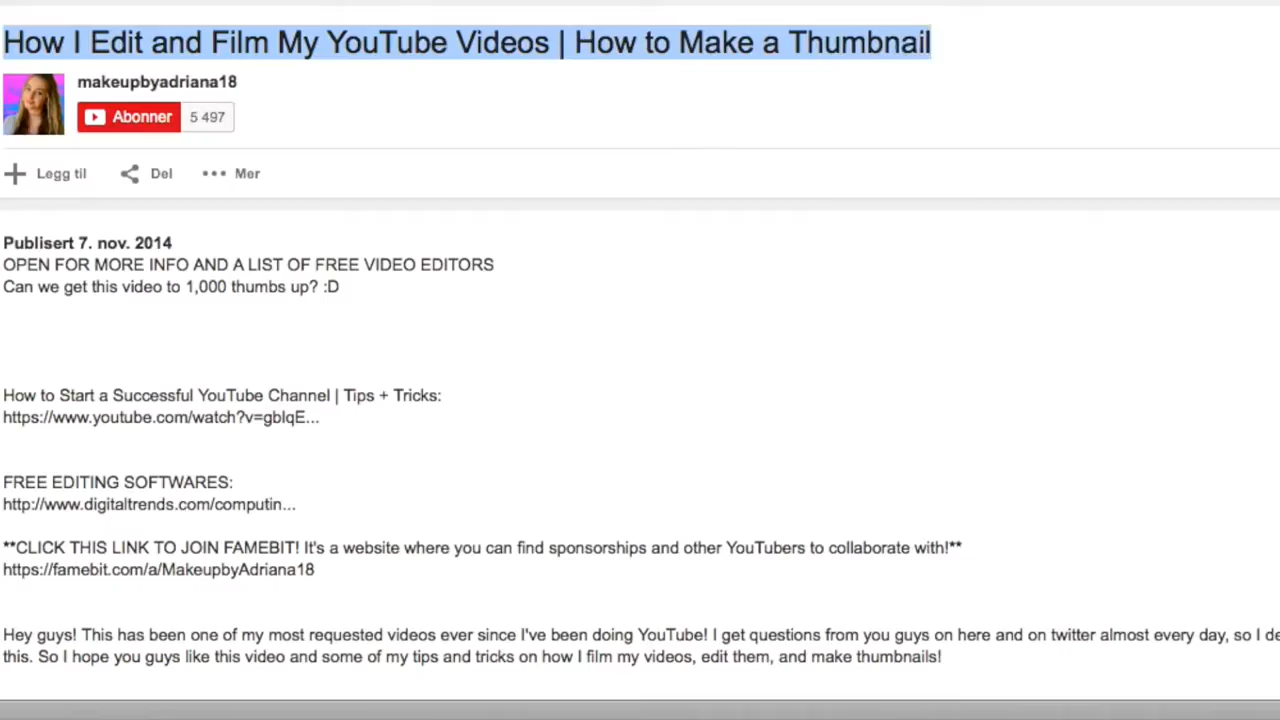 How I Edit and Film My YouTube Videos | How to Make a Thumbnail
makeupbyadriana18
Abonner 5 497
Legg til Del Mer
Publisert 7. nov. 2014
OPEN FOR MORE INFO AND A LIST OF FREE VIDEO EDITORS
Can we get this video to 1,000 thumbs up? :D
How to Start a Successful YouTube Channel | Tips + Tricks:
https://www.youtube.com/watch?v=gblqE...
FREE EDITING SOFTWARES:
http://www.digitaltrends.com/computin...
**CLICK THIS LINK TO JOIN FAMEBIT! It's a website where you can find sponsorships and other YouTubers to collaborate with!**
https://famebit.com/a/MakeupbyAdriana18
Hey guys! This has been one of my most requested videos ever since I've been doing YouTube! I get questions from you guys on here and on twitter almost every day, so I de
this. So I hope you guys like this video and some of my tips and tricks on how I film my videos, edit them, and make thumbnails!